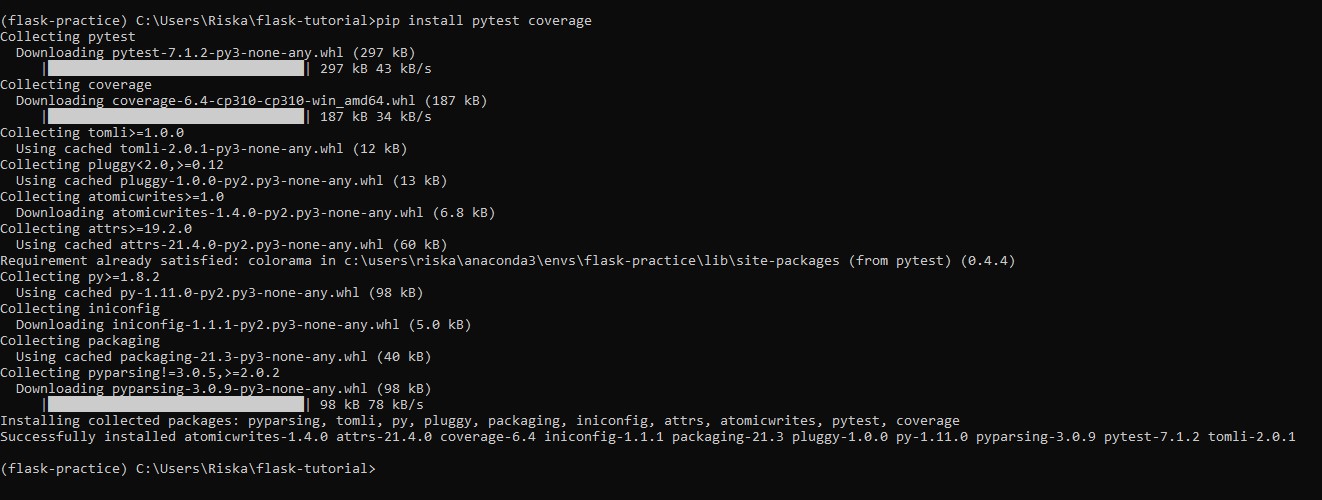 (flask-practice) C:\Users\Riska\flask-tutorial>pip install pytest coverage
Collecting pytest
  Downloading pytest-7.1.2-py3-none-any.whl (297 kB)
     |████████████████████████████████| 297 kB 43 kB/s
Collecting coverage
  Downloading coverage-6.4-cp310-cp310-win_amd64.whl (187 kB)
     |████████████████████████████████| 187 kB 34 kB/s
Collecting tomli>=1.0.0
  Using cached tomli-2.0.1-py3-none-any.whl (12 kB)
Collecting pluggy<2.0,>=0.12
  Using cached pluggy-1.0.0-py2.py3-none-any.whl (13 kB)
Collecting atomicwrites>=1.0
  Downloading atomicwrites-1.4.0-py2.py3-none-any.whl (6.8 kB)
Collecting attrs>=19.2.0
  Using cached attrs-21.4.0-py2.py3-none-any.whl (60 kB)
Requirement already satisfied: colorama in c:\users\riska\anaconda3\envs\flask-practice\lib\site-packages (from pytest) (0.4.4)
Collecting py>=1.8.2
  Using cached py-1.11.0-py2.py3-none-any.whl (98 kB)
Collecting iniconfig
  Downloading iniconfig-1.1.1-py2.py3-none-any.whl (5.0 kB)
Collecting packaging
  Using cached packaging-21.3-py3-none-any.whl (40 kB)
Collecting pyparsing!=3.0.5,>=2.0.2
  Downloading pyparsing-3.0.9-py3-none-any.whl (98 kB)
     |████████████████████████████████| 98 kB 78 kB/s
Installing collected packages: pyparsing, tomli, py, pluggy, packaging, iniconfig, attrs, atomicwrites, pytest, coverage
Successfully installed atomicwrites-1.4.0 attrs-21.4.0 coverage-6.4 iniconfig-1.1.1 packaging-21.3 pluggy-1.0.0 py-1.11.0 pyparsing-3.0.9 pytest-7.1.2 tomli-2.0.1
(flask-practice) C:\Users\Riska\flask-tutorial>